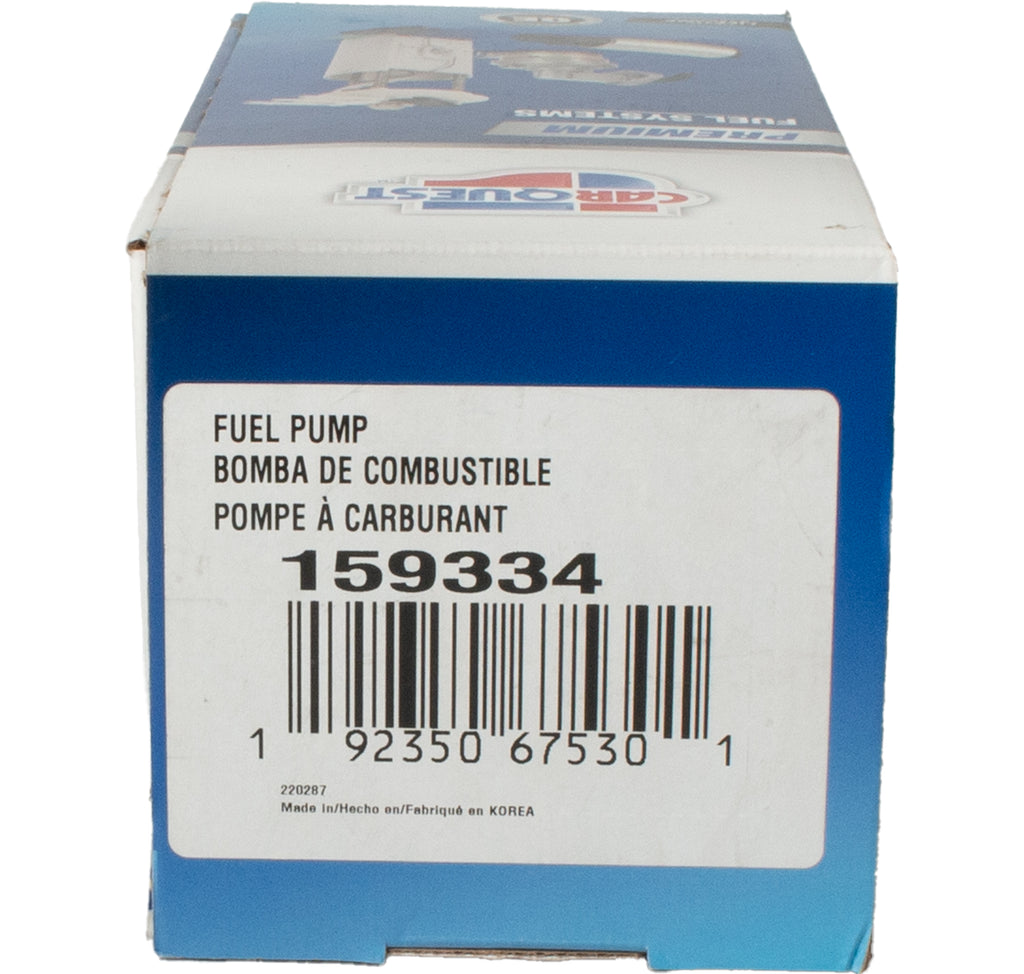 PREMIUM
FUEL SYSTEMS
CARQUEST
FUEL PUMP
BOMBA DE COMBUSTIBLE
POMPE À CARBURANT
159334
1 92350 67530 1
220287
Made in/Hecho en/Fabriqué en KOREA